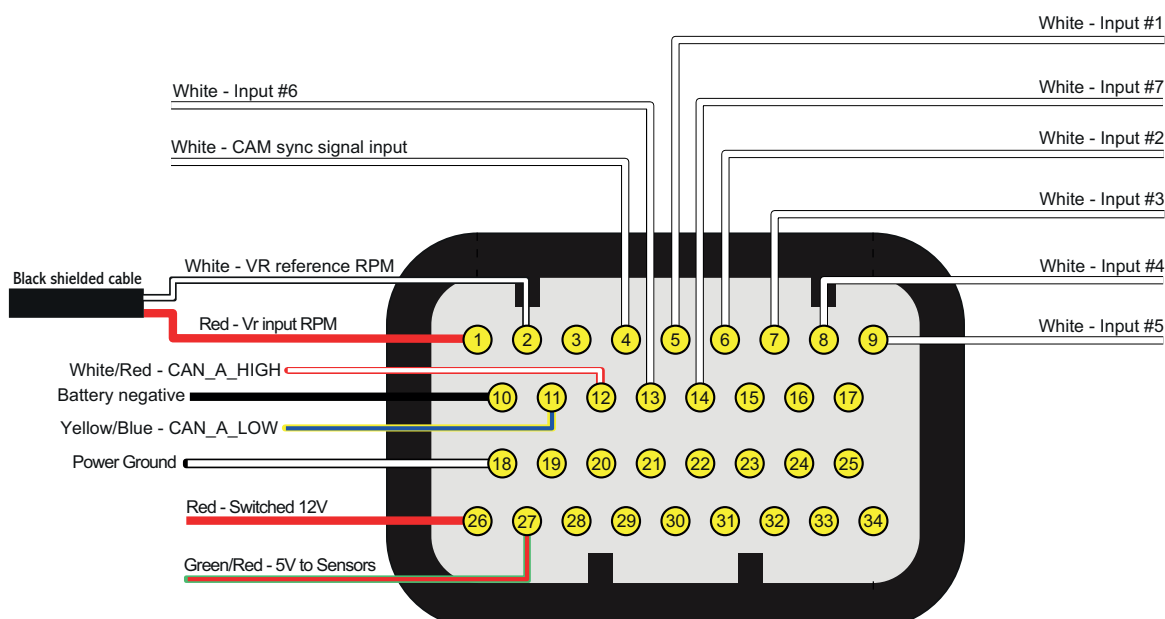 White - Input #1
White - Input #6
White - Input #7
White - CAM sync signal input
White - Input #2
White - Input #3
Black shielded cable
White - VR reference RPM
White - Input #4
Red - Vr input RPM
White - Input #5
1 2 3 4 5 6 7 8 9
White/Red - CAN_A_HIGH
Battery negative
10 11 12 13 14 15 16 17
Yellow/Blue - CAN_A_LOW
Power Ground
18 19 20 21 22 23 24 25
Red - Switched 12V
26 27 28 29 30 31 32 33 34
Green/Red - 5V to Sensors